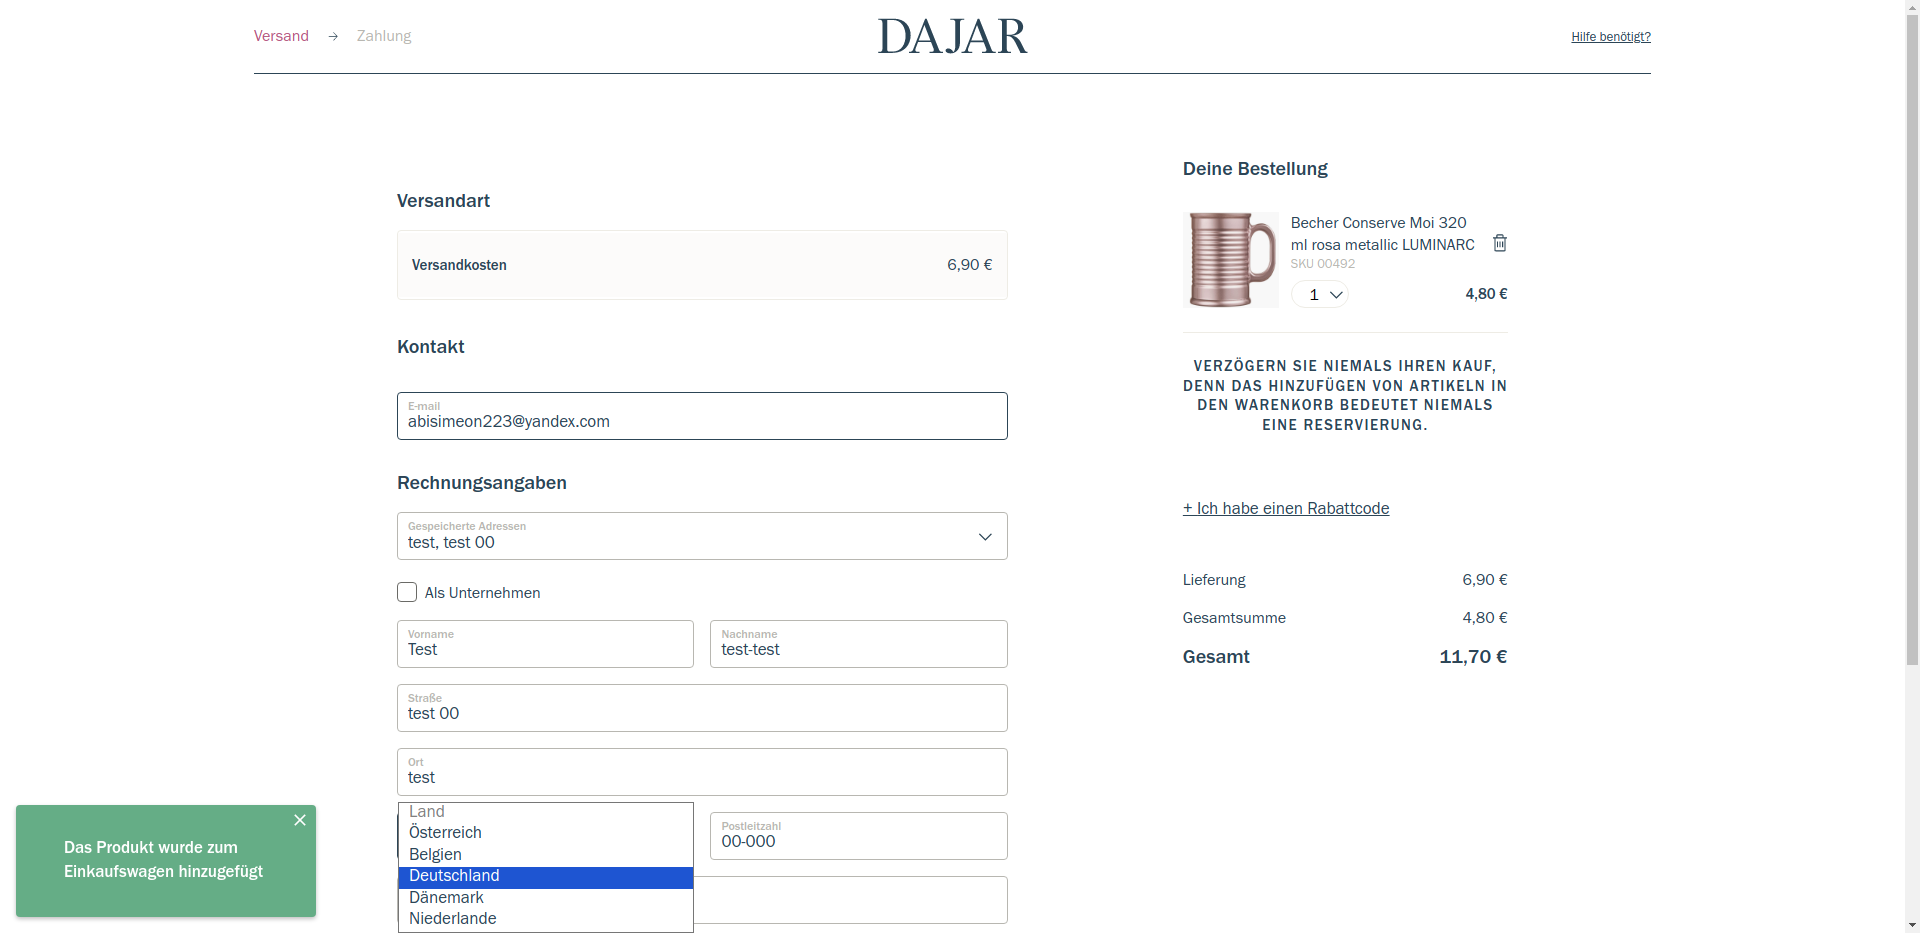 Versand → Zahlung
DAJAR
Hilfe benötigt?
Versandart
Versandkosten 6,90 €
Kontakt
E-mail
abisimeon223@yandex.com
Rechnungsangaben
Gespeicherte Adressen
test, test 00
Als Unternehmen
Vorname
Test
Nachname
test-test
Straße
test 00
Ort
test
Land
Österreich
Belgien
Deutschland
Dänemark
Niederlande
Postleitzahl
00-000
Deine Bestellung
Becher Conserve Moi 320
ml rosa metallic LUMINARC
SKU 00492
1 4,80 €
VERZÖGERN SIE NIEMALS IHREN KAUF,
DENN DAS HINZUFÜGEN VON ARTIKELN IN
DEN WARENKORB BEDEUTET NIEMALS
EINE RESERVIERUNG.
+ Ich habe einen Rabattcode
Lieferung 6,90 €
Gesamtsumme 4,80 €
Gesamt 11,70 €
Das Produkt wurde zum
Einkaufswagen hinzugefügt